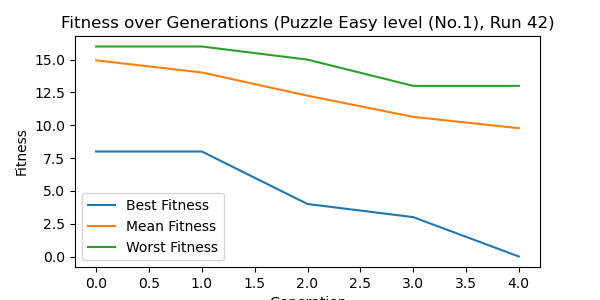 Fitness over Generations (Puzzle Easy level (No.1), Run 42)
Fitness
15.0
12.5
10.0
7.5
5.0
2.5
0.0
Best Fitness
Mean Fitness
Worst Fitness
0.0 0.5 1.0 1.5 2.0 2.5 3.0 3.5 4.0
Generation